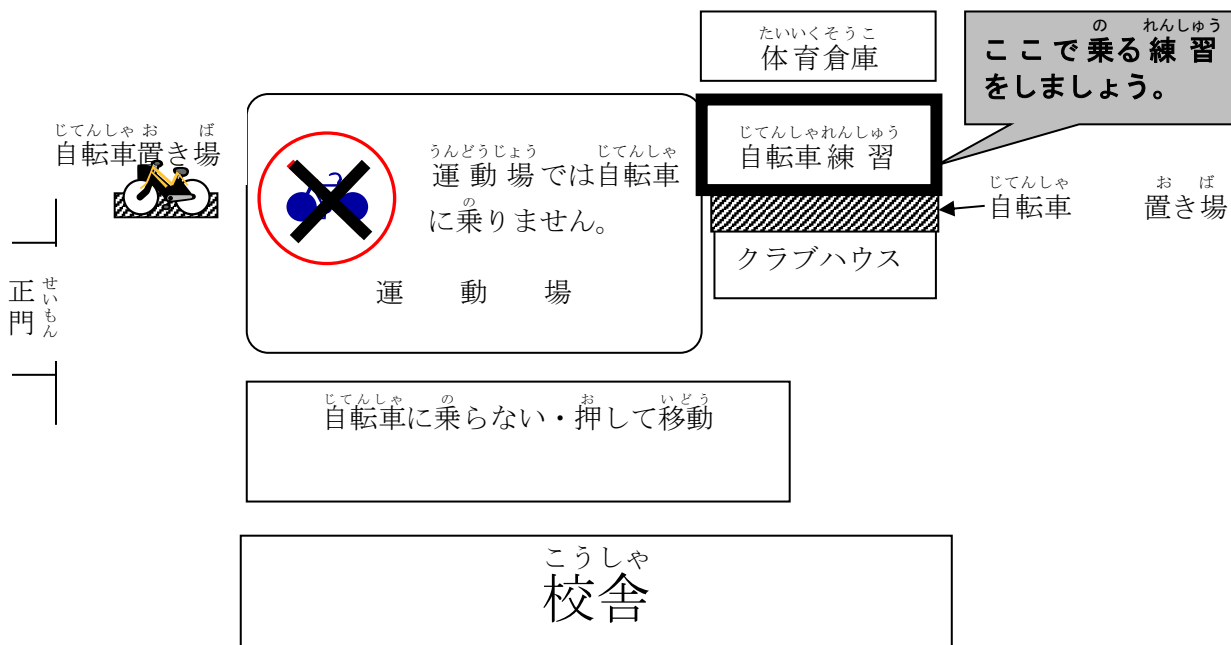 たいいくそうこ
体育倉庫
の れんしゅう
ここで乗る練習
をしましょう。
じてんしゃ お ば
自転車置き場
うんどうじょう じてんしゃ
運動場では自転車
の
に乗りません。
運 動 場
じてんしゃれんしゅう
自転車練習
じてんしゃ お ば
自転車 置き場
クラブハウス
せいもん
正門
じてんしゃ の お いどう
自転車に乗らない・押して移動
こうしゃ
校舎